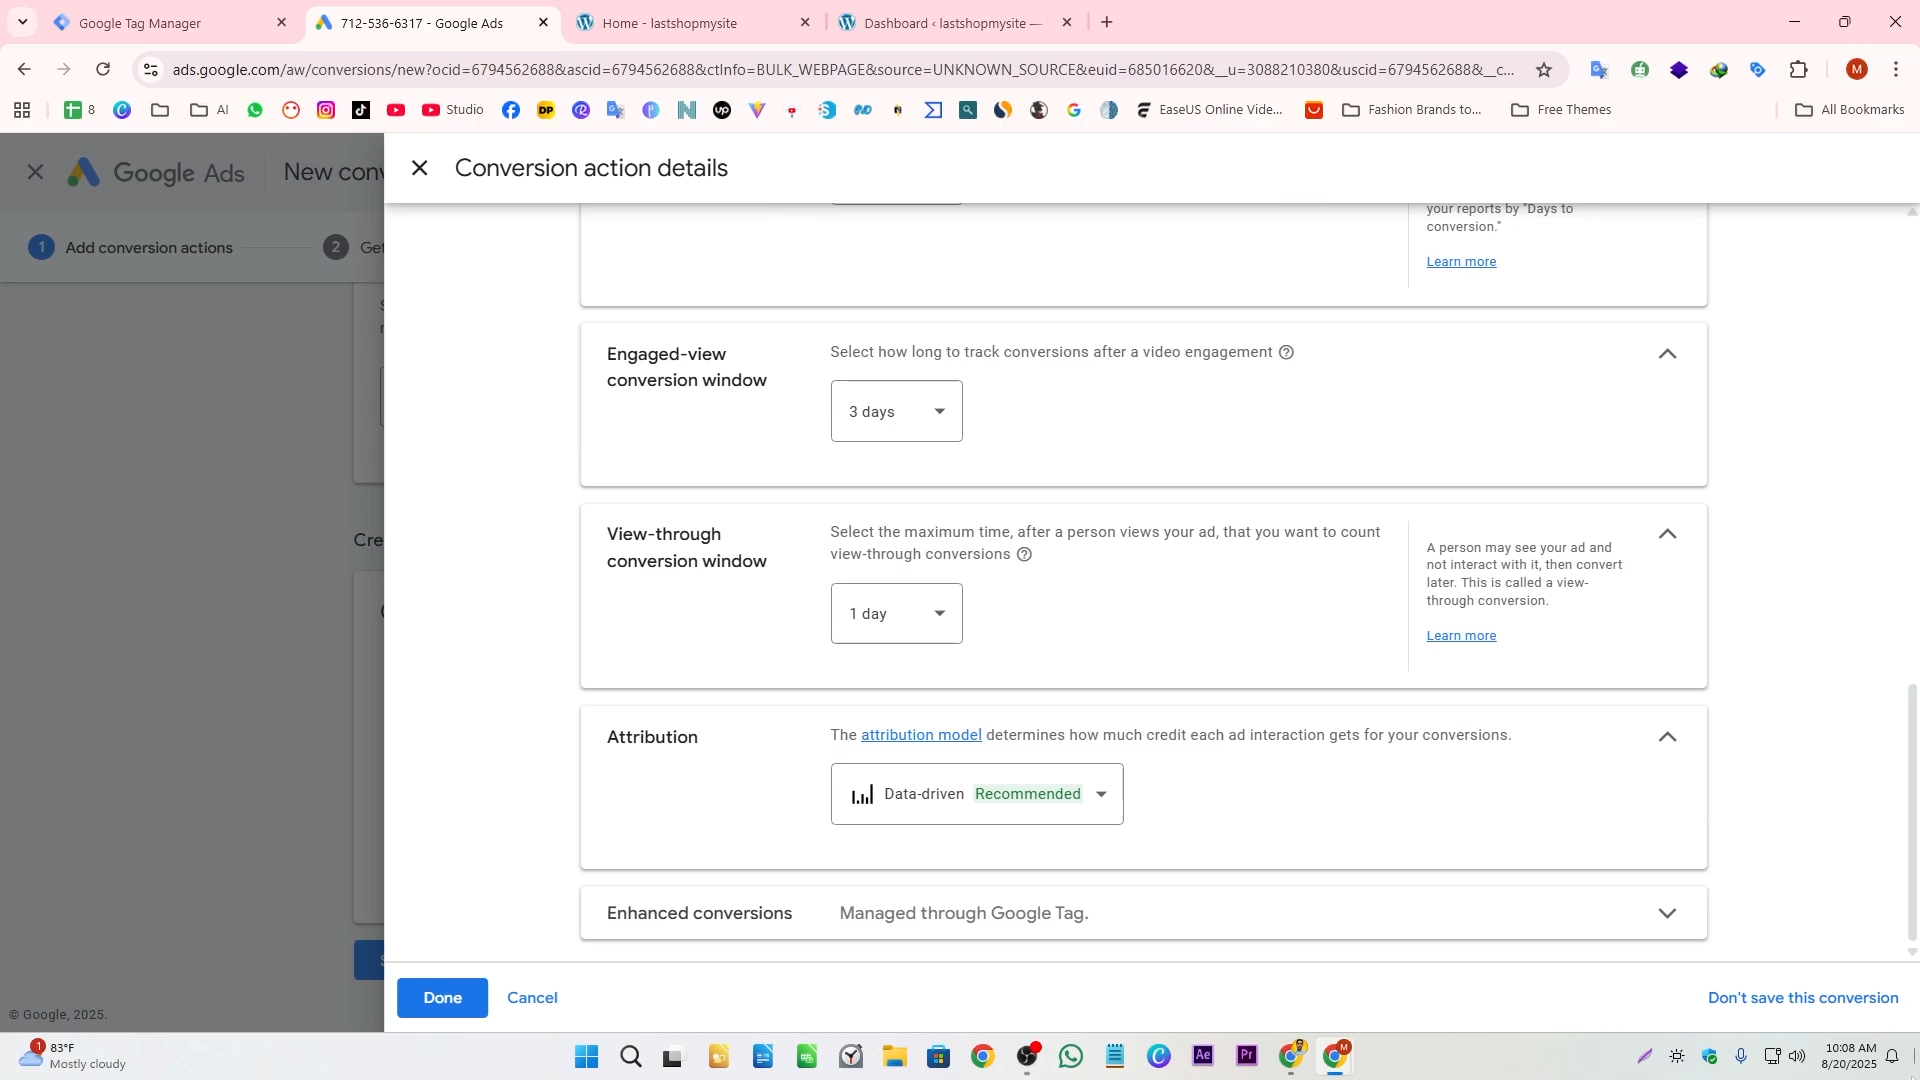 Google Tag Manager
712-536-6317 - Google Ads
Home - lastshopmysite
Dashboard ‹ lastshopmysite —
ads.google.com/aw/conversions/new?ocid=6794562688&ascid=6794562688&ctInfo=BULK_WEBPAGE&source=UNKNOWN_SOURCE&euid=685016620&__u=3088210380&uscid=6794562688&__c...
M
8
AI
Studio
EaseUS Online Vide...
Fashion Brands to...
Free Themes
All Bookmarks
Google Ads
New conv
Conversion action details
1 Add conversion actions
2 Get
your reports by "Days to
conversion."
Learn more
Engaged-view
conversion window
Select how long to track conversions after a video engagement
3 days
View-through
conversion window
Select the maximum time, after a person views your ad, that you want to count
view-through conversions
1 day
A person may see your ad and
not interact with it, then convert
later. This is called a view-
through conversion.
Learn more
Cre
Attribution
The attribution model determines how much credit each ad interaction gets for your conversions.
Data-driven Recommended
Enhanced conversions
Managed through Google Tag.
Done
Cancel
Don't save this conversion
© Google, 2025.
1
83°F
Mostly cloudy
Ae
Pr
M
10:08 AM
8/20/2025